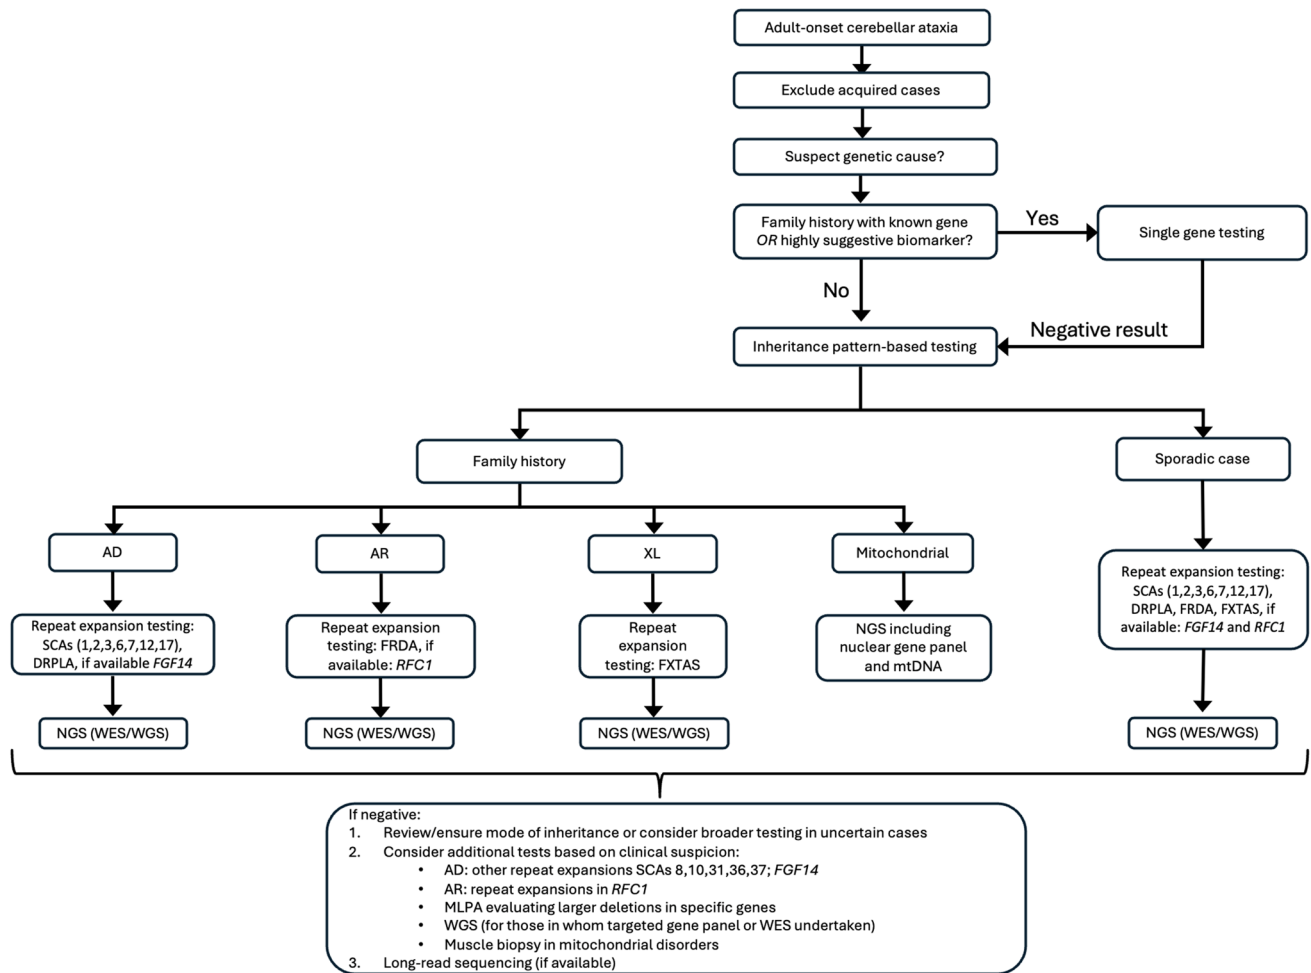 Adult-onset cerebellar ataxia
Exclude acquired cases
Suspect genetic cause?
Family history with known gene
OR highly suggestive biomarker?
Yes
Single gene testing
No
Negative result
Inheritance pattern-based testing
Family history
Sporadic case
AD
AR
XL
Mitochondrial
Repeat expansion testing:
SCAs (1,2,3,6,7,12,17),
DRPLA, if available FGF14
Repeat expansion
testing: FRDA, if
available: RFC1
Repeat
expansion
testing: FXTAS
NGS including
nuclear gene panel
and mtDNA
Repeat expansion testing:
SCAs (1,2,3,6,7,12,17),
DRPLA, FRDA, FXTAS, if
available: FGF14 and RFC1
NGS (WES/WGS)
NGS (WES/WGS)
NGS (WES/WGS)
NGS (WES/WGS)
If negative:
1. Review/ensure mode of inheritance or consider broader testing in uncertain cases
2. Consider additional tests based on clinical suspicion:
• AD: other repeat expansions SCAs 8,10,31,36,37; FGF14
• AR: repeat expansions in RFC1
• MLPA evaluating larger deletions in specific genes
• WGS (for those in whom targeted gene panel or WES undertaken)
• Muscle biopsy in mitochondrial disorders
3. Long-read sequencing (if available)